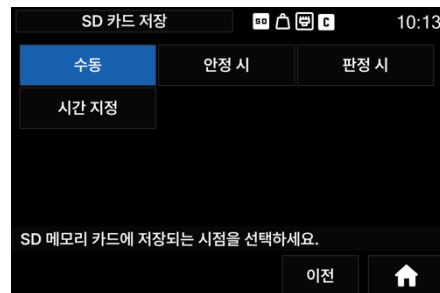 SD 카드 저장 SD C 10:13
수동 안정 시 판정 시
시간 지정
SD 메모리 카드에 저장되는 시점을 선택하세요.
이전